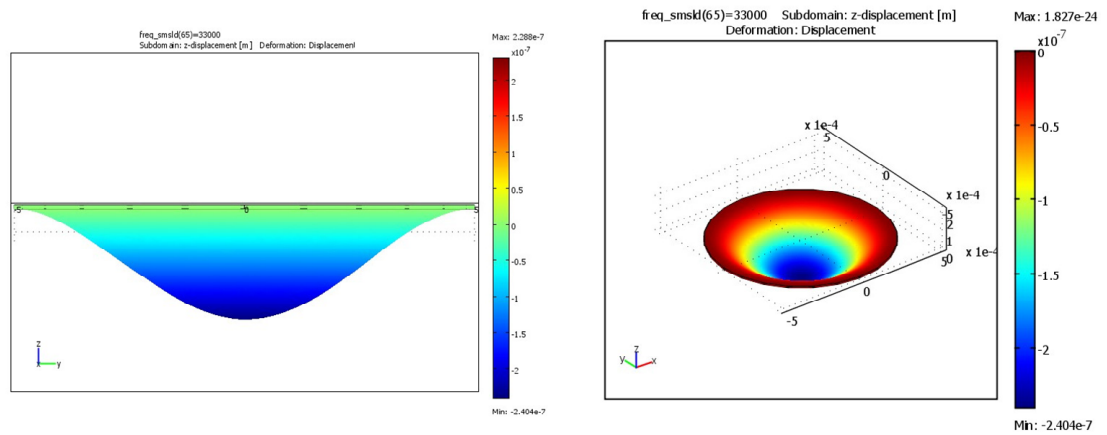 freq_smsld(65)=33000
Subdomain: z-displacement [m] Deformation: Displacement
Max: 2.288e-7
x10^-7
2
1.5
1
0.5
0
-0.5
-1
-1.5
-2
Min: -2.404e-7
-5
0
5
z
x
y
freq_smsld(65)=33000 Subdomain: z-displacement [m]
Deformation: Displacement
Max: 1.827e-24
x10^-7
0
-0.5
-1
-1.5
-2
Min: -2.404e-7
x 1e-4
5
0
x 1e-4
5
2
1
0
x 1e-4
5
0
-5
z
y
x